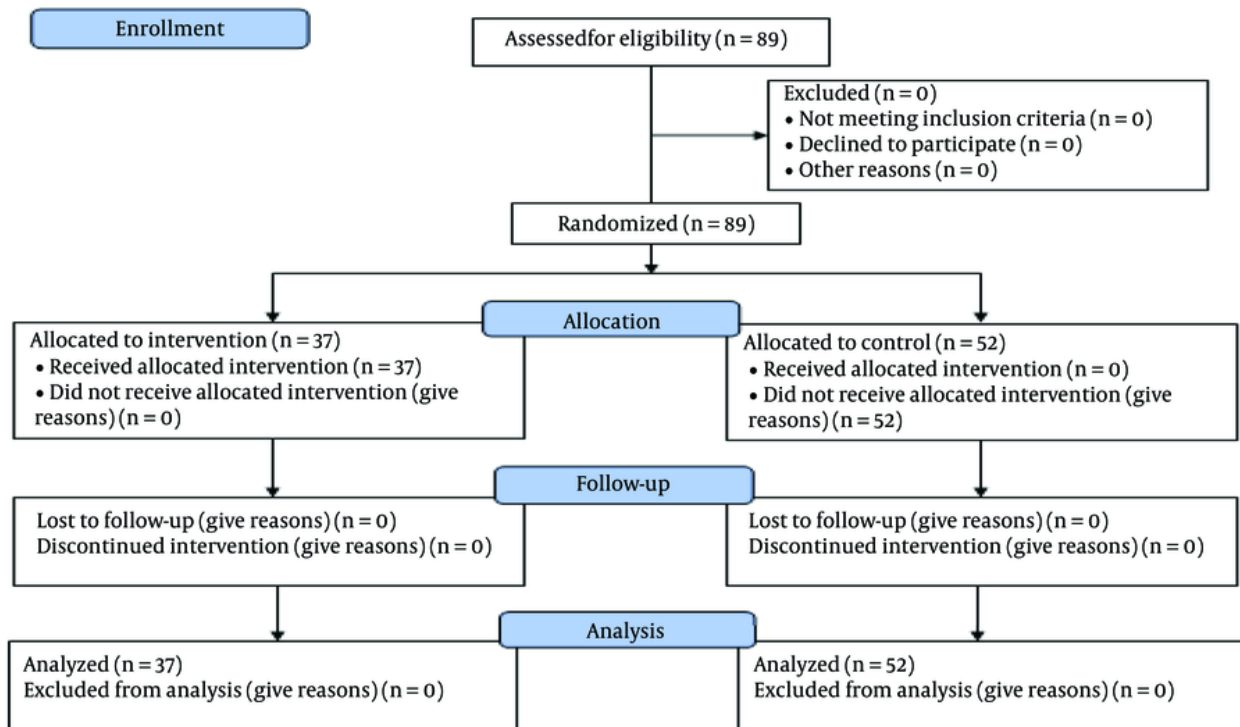 Enrollment
Assessedfor eligibility (n = 89)
Excluded (n = 0)
• Not meeting inclusion criteria (n = 0)
• Declined to participate (n = 0)
• Other reasons (n = 0)
Randomized (n = 89)
Allocation
Allocated to intervention (n = 37)
• Received allocated intervention (n = 37)
• Did not receive allocated intervention (give
reasons) (n = 0)
Allocated to control (n = 52)
• Received allocated intervention (n = 0)
• Did not receive allocated intervention (give
reasons) (n = 52)
Follow-up
Lost to follow-up (give reasons) (n = 0)
Discontinued intervention (give reasons) (n = 0)
Lost to follow-up (give reasons) (n = 0)
Discontinued intervention (give reasons) (n = 0)
Analysis
Analyzed (n = 37)
Excluded from analysis (give reasons) (n = 0)
Analyzed (n = 52)
Excluded from analysis (give reasons) (n = 0)